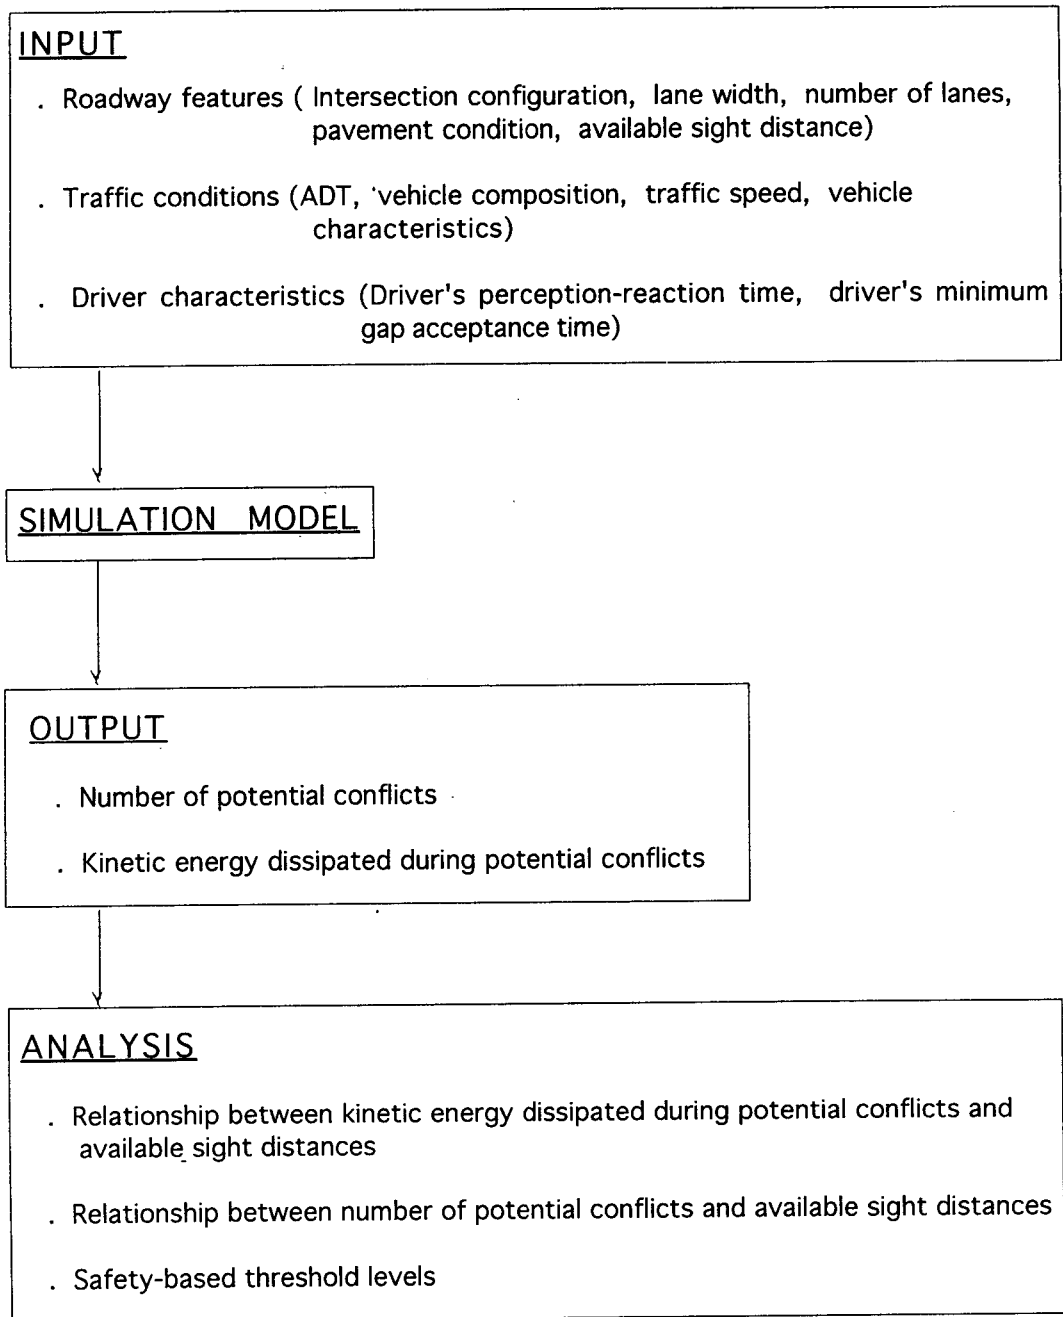 INPUT
. Roadway features ( Intersection configuration, lane width, number of lanes,
pavement condition, available sight distance)
. Traffic conditions (ADT, vehicle composition, traffic speed, vehicle
characteristics)
. Driver characteristics (Driver's perception-reaction time, driver's minimum
gap acceptance time)
SIMULATION MODEL
OUTPUT
. Number of potential conflicts
. Kinetic energy dissipated during potential conflicts
ANALYSIS
. Relationship between kinetic energy dissipated during potential conflicts and
available sight distances
. Relationship between number of potential conflicts and available sight distances
. Safety-based threshold levels